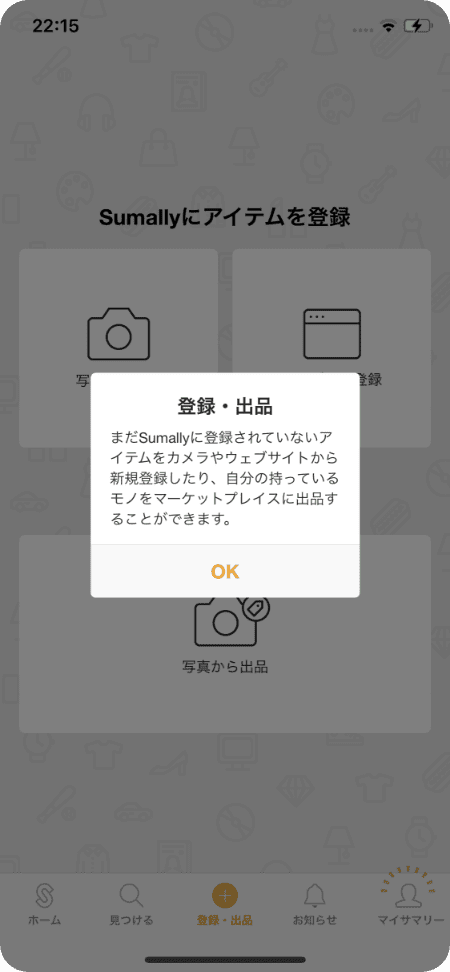 22:15
Sumallyにアイテムを登録
写
登録
登録・出品
まだSumallyに登録されていないア
イテムをカメラやウェブサイトから
新規登録したり、自分の持っている
モノをマーケットプレイスに出品す
ることができます。
OK
写真から出品
ホーム
見つける
登録・出品
お知らせ
マイサマリー